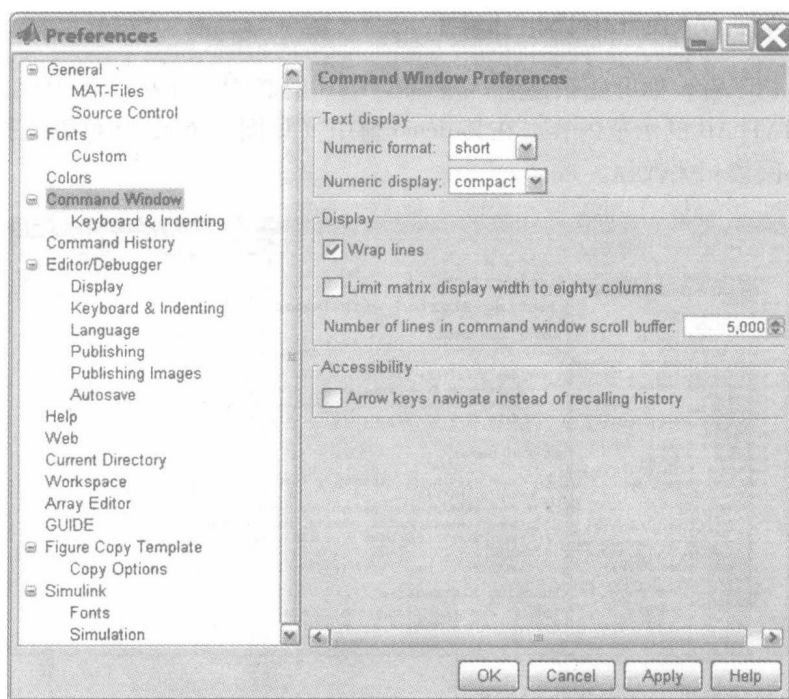 Preferences
General
MAT-Files
Source Control
Fonts
Custom
Colors
Command Window
Keyboard & Indenting
Command History
Editor/Debugger
Display
Keyboard & Indenting
Language
Publishing
Publishing Images
Autosave
Help
Web
Current Directory
Workspace
Array Editor
GUIDE
Figure Copy Template
Copy Options
Simulink
Fonts
Simulation
Command Window Preferences
Text display
Numeric format: short
Numeric display: compact
Display
Wrap lines
Limit matrix display width to eighty columns
Number of lines in command window scroll buffer: 5,000
Accessibility
Arrow keys navigate instead of recalling history
OK Cancel Apply Help